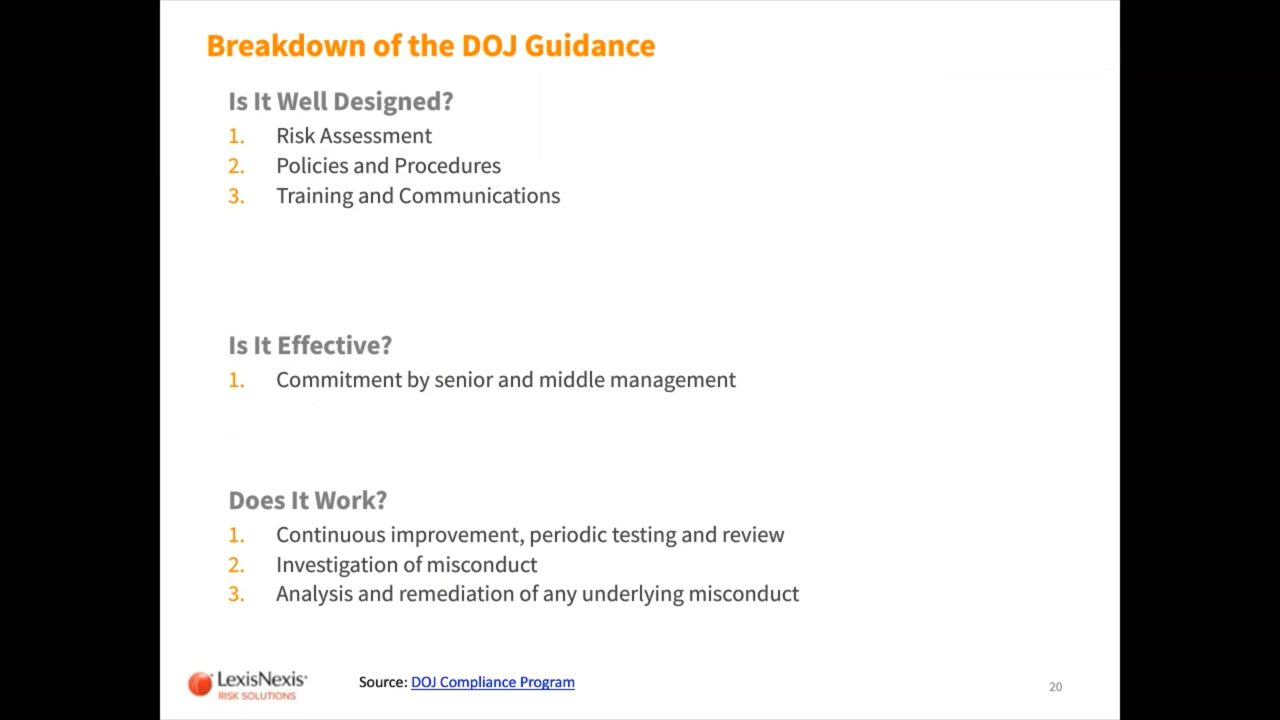 Breakdown of the DOJ Guidance
Is It Well Designed?
1. Risk Assessment
2. Policies and Procedures
3. Training and Communications
Is It Effective?
1. Commitment by senior and middle management
Does It Work?
1. Continuous improvement, periodic testing and review
2. Investigation of misconduct
3. Analysis and remediation of any underlying misconduct
LexisNexis
RISK SOLUTIONS
Source: DOJ Compliance Program
20